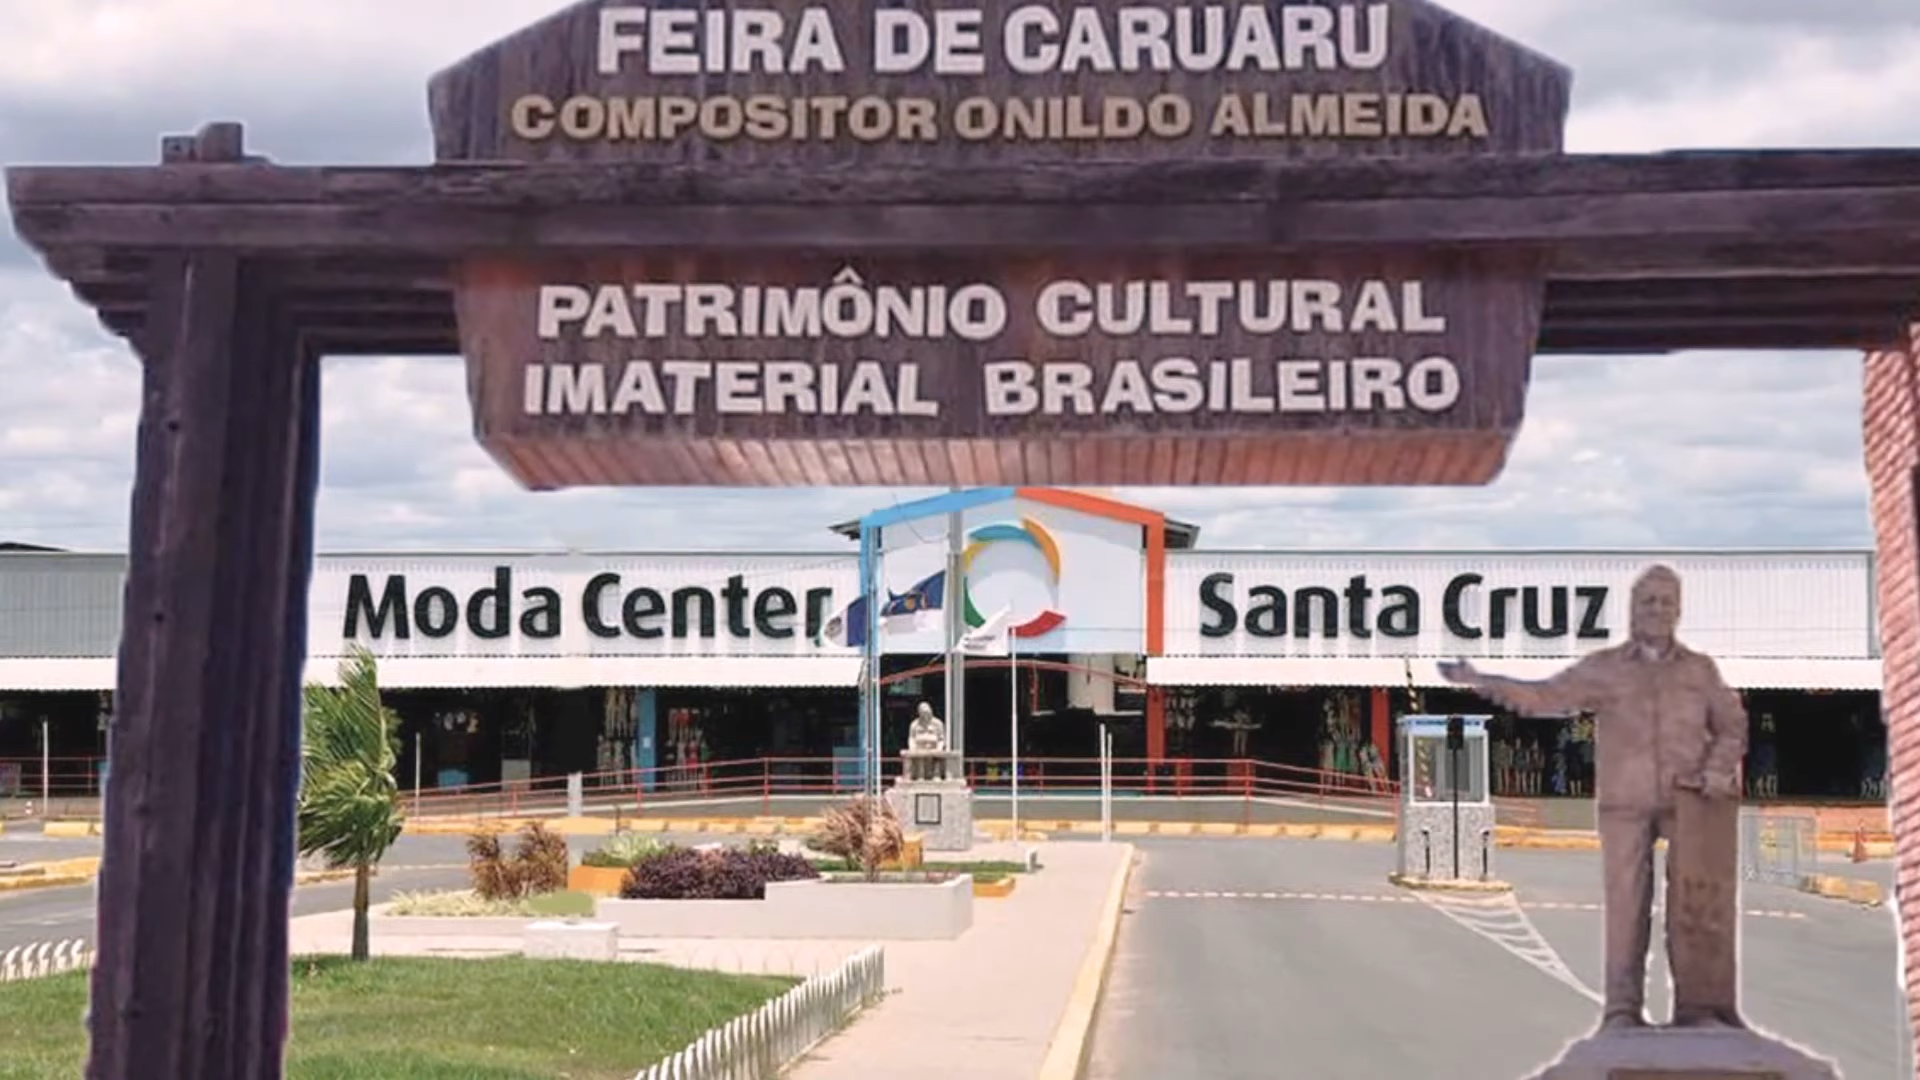 FEIRA DE CARUARU
COMPOSITOR ONILDO ALMEIDA
PATRIMÔNIO CULTURAL
IMATERIAL BRASILEIRO
Moda Center
Santa Cruz